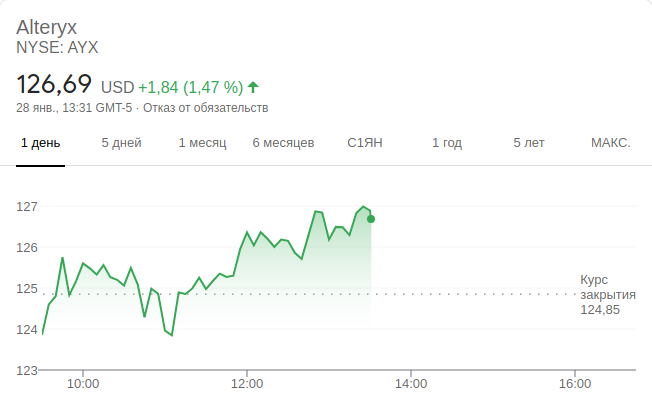 Alteryx
NYSE: AYX
126,69 USD +1,84 (1,47 %)
28 янв., 13:31 GMT-5 · Отказ от обязательств
1 день 5 дней 1 месяц 6 месяцев С1ЯН 1 год 5 лет МАКС.
127
126
125
124
123
Курс
закрытия
124,85
10:00 12:00 14:00 16:00